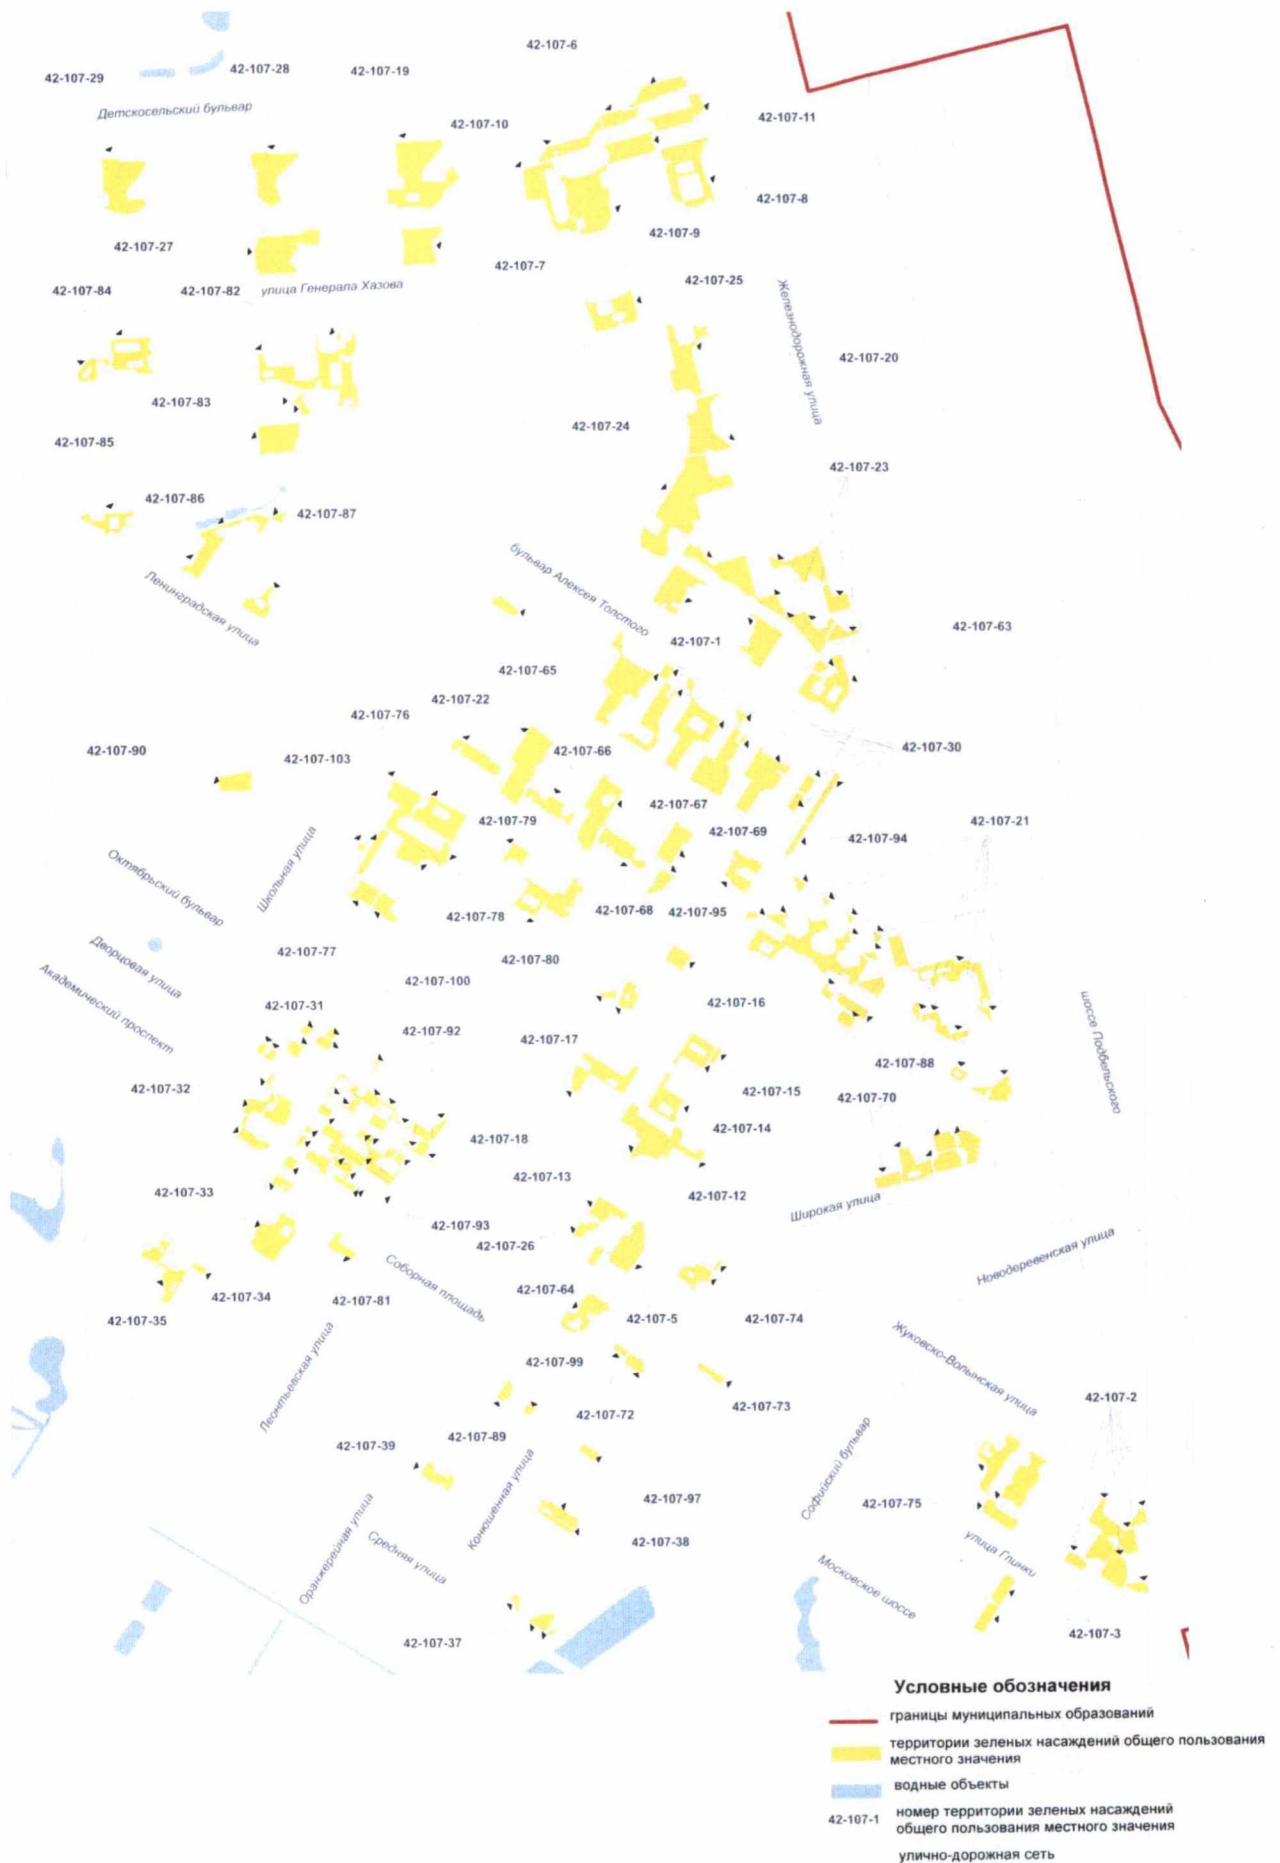 42-107-6
42-107-29
42-107-28
42-107-19
Детскосельский бульвар
42-107-10
42-107-11
42-107-8
42-107-9
42-107-27
42-107-7
42-107-25
42-107-84
42-107-82
улица Генерала Хазова
Железнодорожная улица
42-107-20
42-107-83
42-107-24
42-107-85
42-107-23
42-107-86
42-107-87
бульвар Алексея Толстого
Ленинградская улица
42-107-63
42-107-1
42-107-65
42-107-22
42-107-76
42-107-90
42-107-103
42-107-66
42-107-30
42-107-67
42-107-79
42-107-69
42-107-94
42-107-21
Школьная улица
Октябрьский бульвар
42-107-78
42-107-68
42-107-95
Дворцовая улица
42-107-77
42-107-80
Академический проспект
42-107-100
42-107-31
42-107-16
42-107-92
42-107-17
шоссе Подбельского
42-107-88
42-107-32
42-107-15
42-107-70
42-107-14
42-107-18
42-107-13
42-107-33
42-107-12
Широкая улица
42-107-93
42-107-26
Новодеревенская улица
Соборная площадь
42-107-34
42-107-81
42-107-64
42-107-35
42-107-5
42-107-74
Жуковско-Волынская улица
Леонтьевская улица
42-107-99
42-107-2
42-107-73
42-107-72
42-107-39
42-107-89
Софийский бульвар
Конюшенная улица
42-107-97
42-107-75
Оранжерейная улица
Средняя улица
42-107-38
улица Глинки
Московское шоссе
42-107-37
42-107-3
Условные обозначения
границы муниципальных образований
территории зеленых насаждений общего пользования
местного значения
водные объекты
42-107-1
номер территории зеленых насаждений
общего пользования местного значения
улично-дорожная сеть